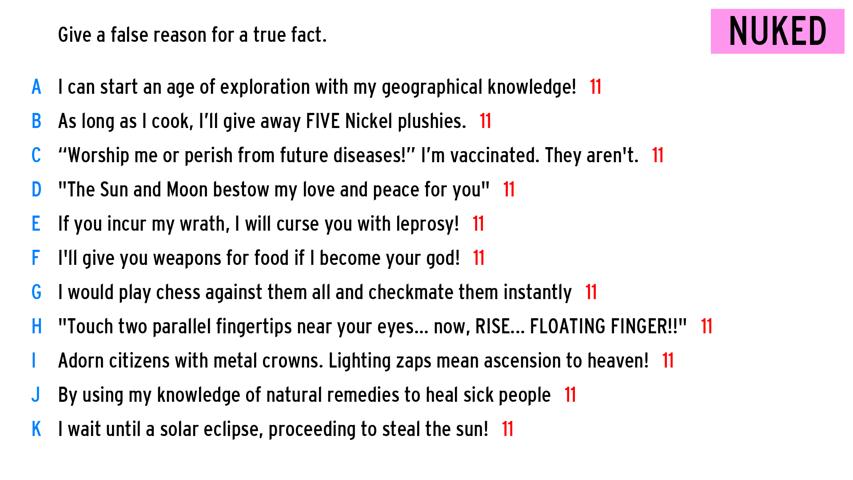 Give a false reason for a true fact.
NUKED
A I can start an age of exploration with my geographical knowledge! 11
B As long as I cook, I'll give away FIVE Nickel plushies. 11
C “Worship me or perish from future diseases!” I'm vaccinated. They aren't. 11
D "The Sun and Moon bestow my love and peace for you" 11
E If you incur my wrath, I will curse you with leprosy! 11
F I'll give you weapons for food if I become your god! 11
G I would play chess against them all and checkmate them instantly 11
H "Touch two parallel fingertips near your eyes... now, RISE... FLOATING FINGER!!" 11
I Adorn citizens with metal crowns. Lighting zaps mean ascension to heaven! 11
J By using my knowledge of natural remedies to heal sick people 11
K I wait until a solar eclipse, proceeding to steal the sun! 11